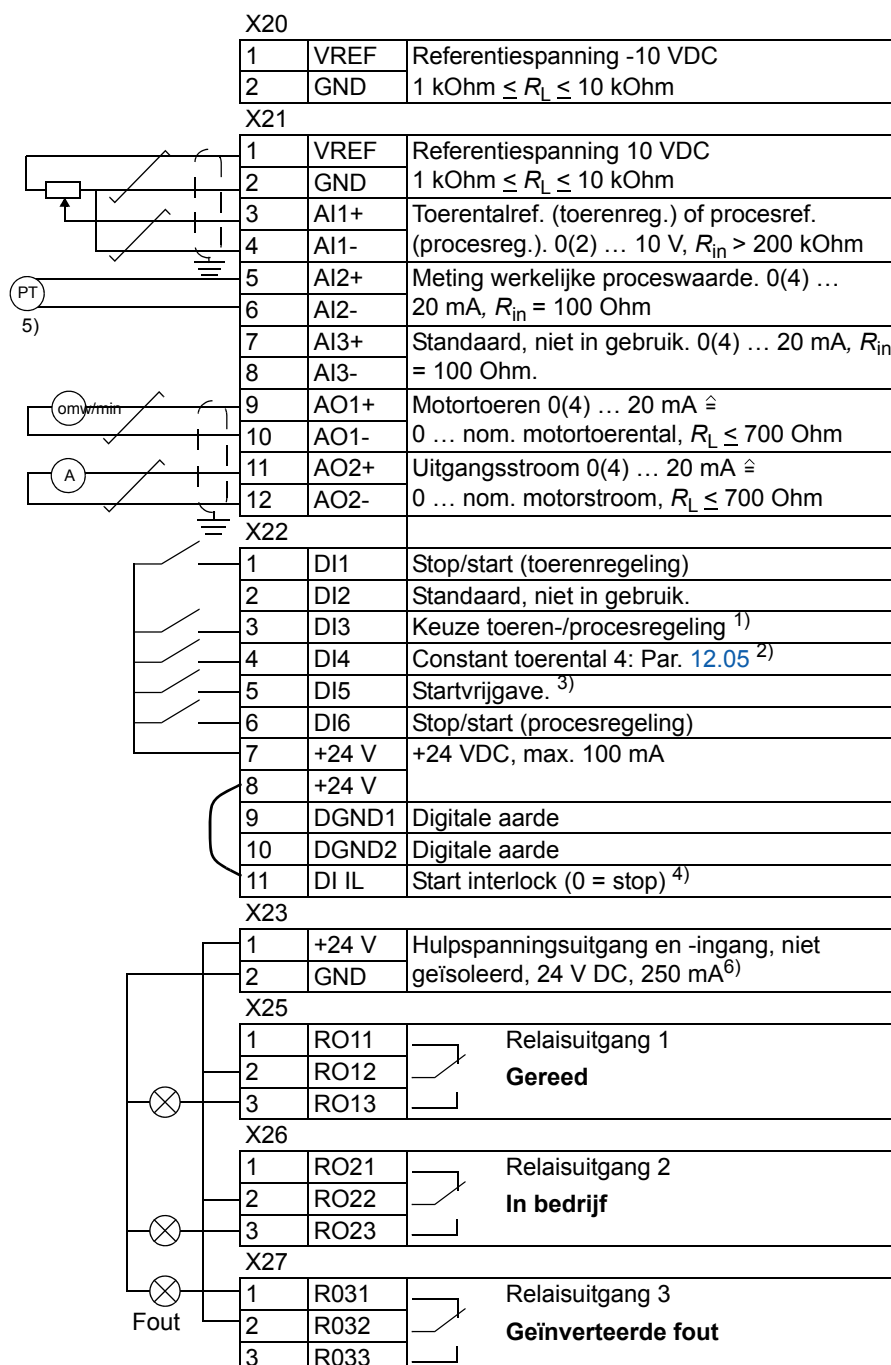 X20
1 VREF Referentiespanning -10 VDC
2 GND 1 kOhm ≤ RL ≤ 10 kOhm
X21
1 VREF Referentiespanning 10 VDC
2 GND 1 kOhm ≤ RL ≤ 10 kOhm
3 AI1+ Toerentalref. (toerenreg.) of procesref.
4 AI1- (procesreg.). 0(2) … 10 V, Rin > 200 kOhm
PT 5 AI2+ Meting werkelijke proceswaarde. 0(4) …
6 AI2- 20 mA, Rin = 100 Ohm
5)
7 AI3+ Standaard, niet in gebruik. 0(4) … 20 mA, Rin
8 AI3- = 100 Ohm.
omw/min 9 AO1+ Motortoeren 0(4) … 20 mA ≙
10 AO1- 0 … nom. motortoerental, RL ≤ 700 Ohm
A 11 AO2+ Uitgangsstroom 0(4) … 20 mA ≙
12 AO2- 0 … nom. motorstroom, RL ≤ 700 Ohm
X22
1 DI1 Stop/start (toerenregeling)
2 DI2 Standaard, niet in gebruik.
3 DI3 Keuze toeren-/procesregeling 1)
4 DI4 Constant toerental 4: Par. 12.05 2)
5 DI5 Startvrijgave. 3)
6 DI6 Stop/start (procesregeling)
7 +24 V +24 VDC, max. 100 mA
8 +24 V
9 DGND1 Digitale aarde
10 DGND2 Digitale aarde
11 DI IL Start interlock (0 = stop) 4)
X23
1 +24 V Hulpspanningsuitgang en -ingang, niet
2 GND geïsoleerd, 24 V DC, 250 mA6)
X25
1 RO11 Relaisuitgang 1
2 RO12 Gereed
3 RO13
X26
1 RO21 Relaisuitgang 2
2 RO22 In bedrijf
3 RO23
X27
1 R031 Relaisuitgang 3
Fout 2 R032 Geïnverteerde fout
3 R033